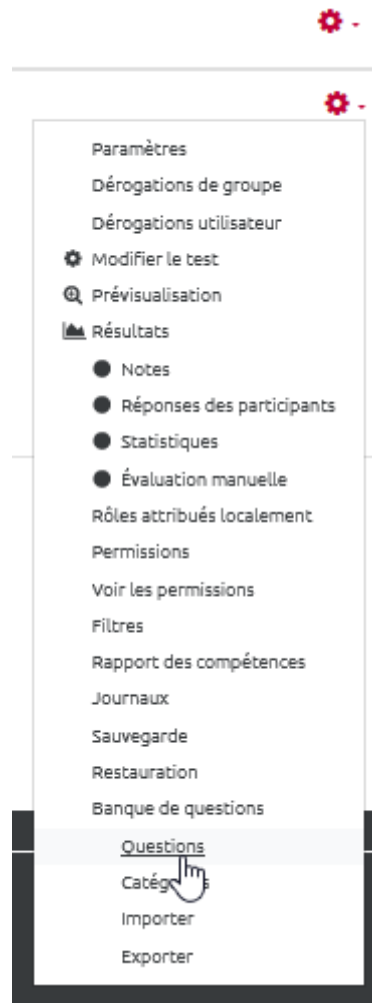 Paramètres
Dérogations de groupe
Dérogations utilisateur
Modifier le test
Prévisualisation
Résultats
Notes
Réponses des participants
Statistiques
Évaluation manuelle
Rôles attribués localement
Permissions
Voir les permissions
Filtres
Rapport des compétences
Journaux
Sauvegarde
Restauration
Banque de questions
Questions
Importer
Exporter